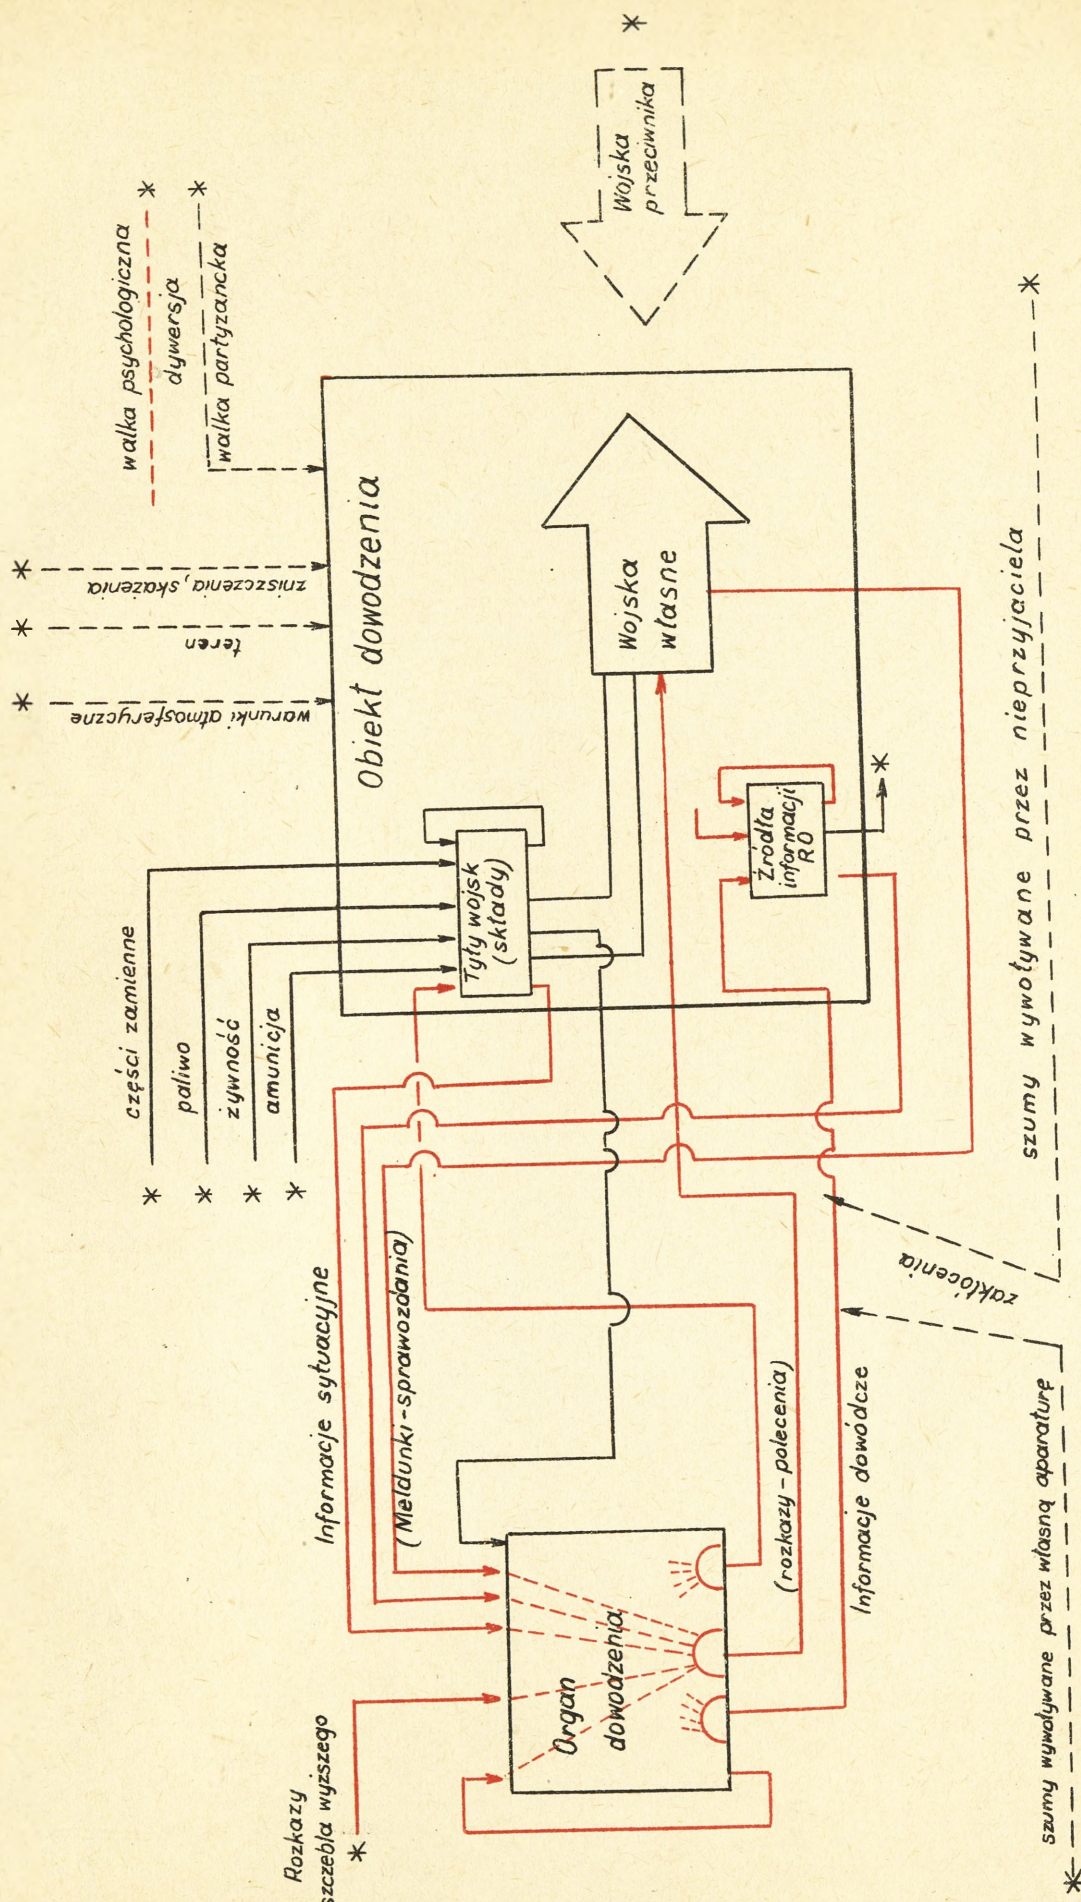 Wojska
przeciwnika
walka psychologiczna
dywersja
walka partyzancka
zniszczenia, skażenia
teren
warunki atmosferyczne
Obiekt dowodzenia
Wojska
własne
Tyły wojsk
(składy)
Źródła
informacji
RO
części zamienne
paliwo
żywność
amunicja
szumy wywoływane przez nieprzyjaciela
zakłócenia
Informacje sytuacyjne
(Meldunki-sprawozdania)
(rozkazy-polecenia)
Informacje dowódcze
Organ
dowodzenia
Rozkazy
szczebla wyższego
szumy wywoływane przez własną aparaturę